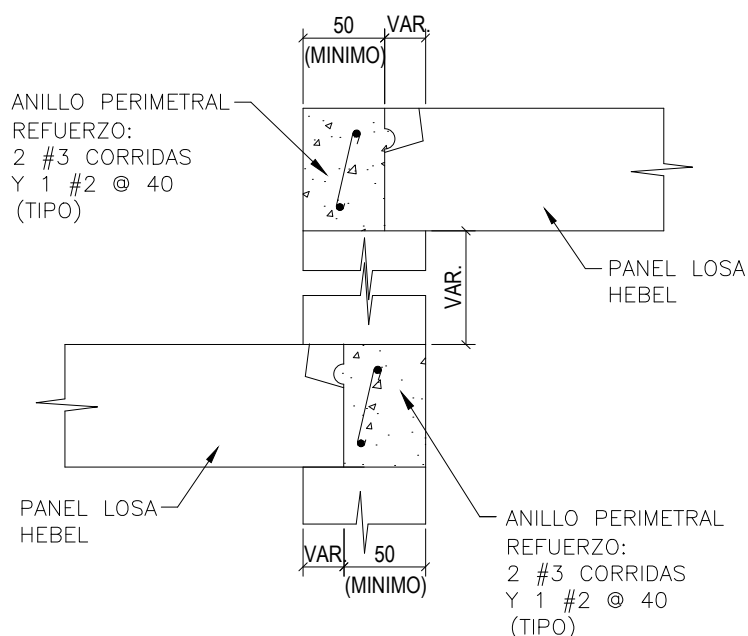 50
VAR.
(MINIMO)
ANILLO PERIMETRAL
REFUERZO:
2 #3 CORRIDAS
Y 1 #2 @ 40
(TIPO)
PANEL LOSA
HEBEL
VAR.
PANEL LOSA
HEBEL
ANILLO PERIMETRAL
REFUERZO:
2 #3 CORRIDAS
Y 1 #2 @ 40
(TIPO)
VAR.
50
(MINIMO)